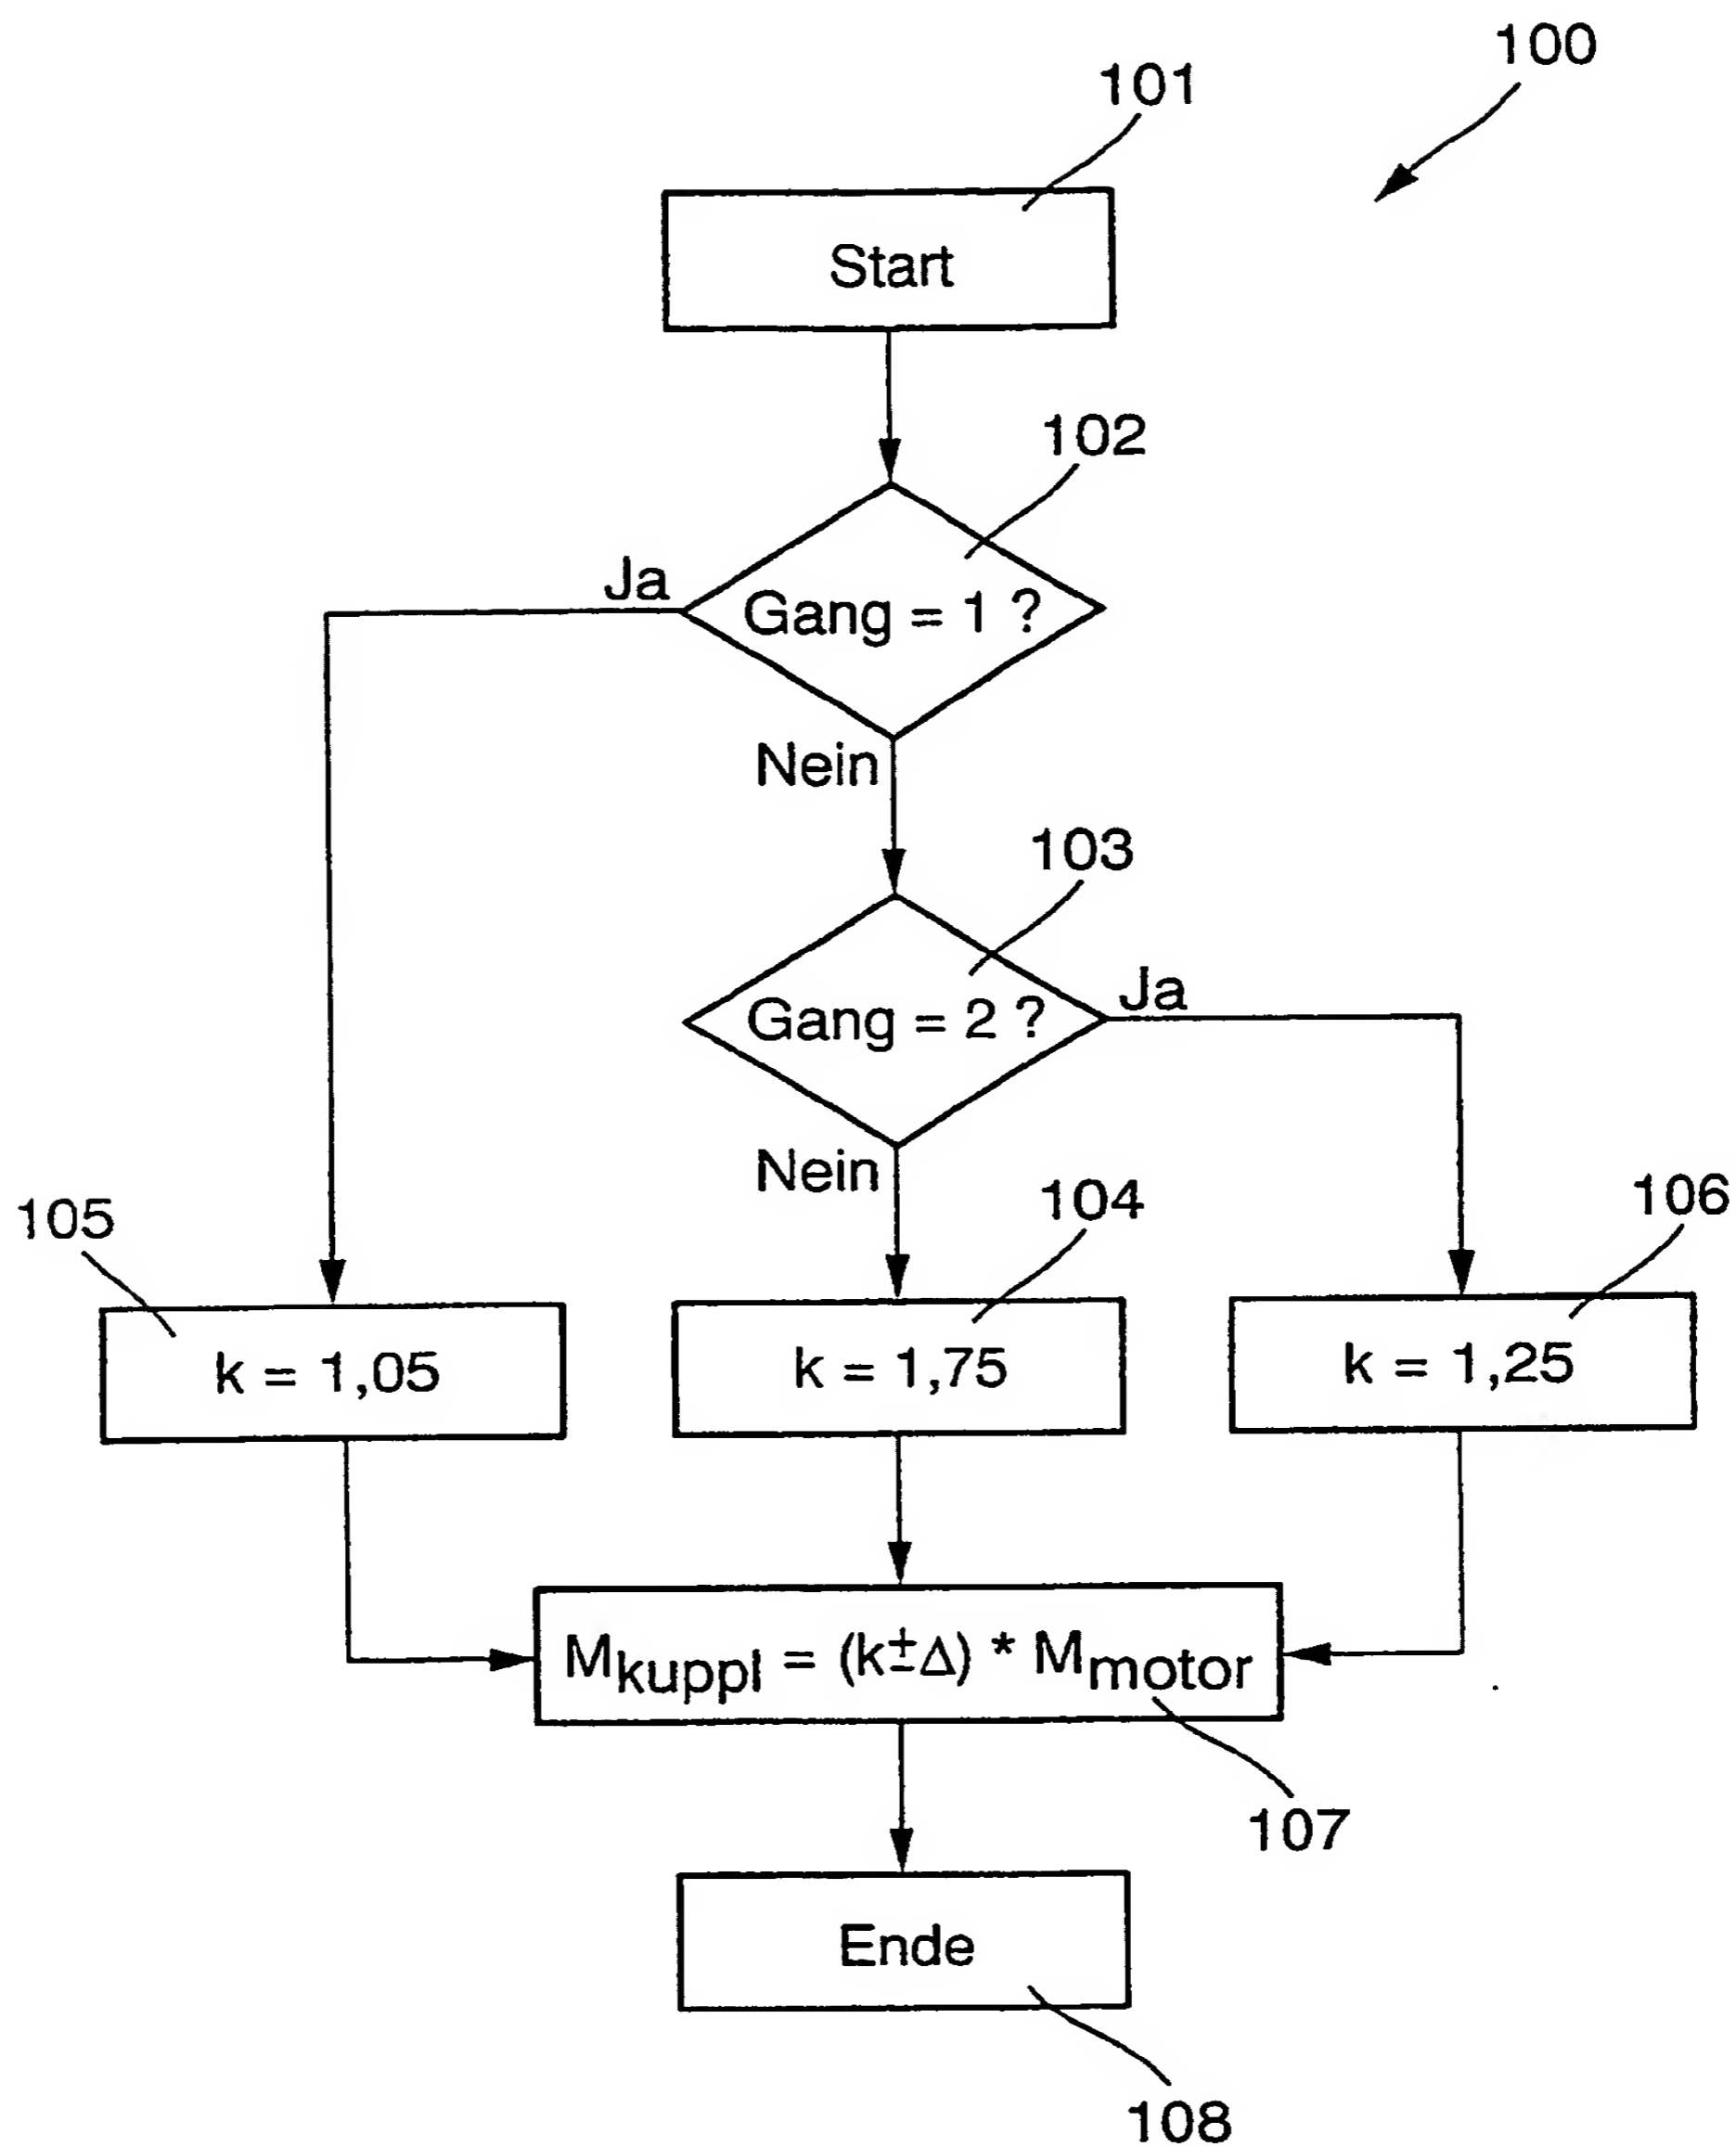 100
101
Start
102
Ja
Gang = 1 ?
Nein
103
Ja
Gang = 2 ?
Nein
104
106
105
k = 1,05
k = 1,75
k = 1,25
Mkuppl = (k±Δ) * Mmotor
107
Ende
108